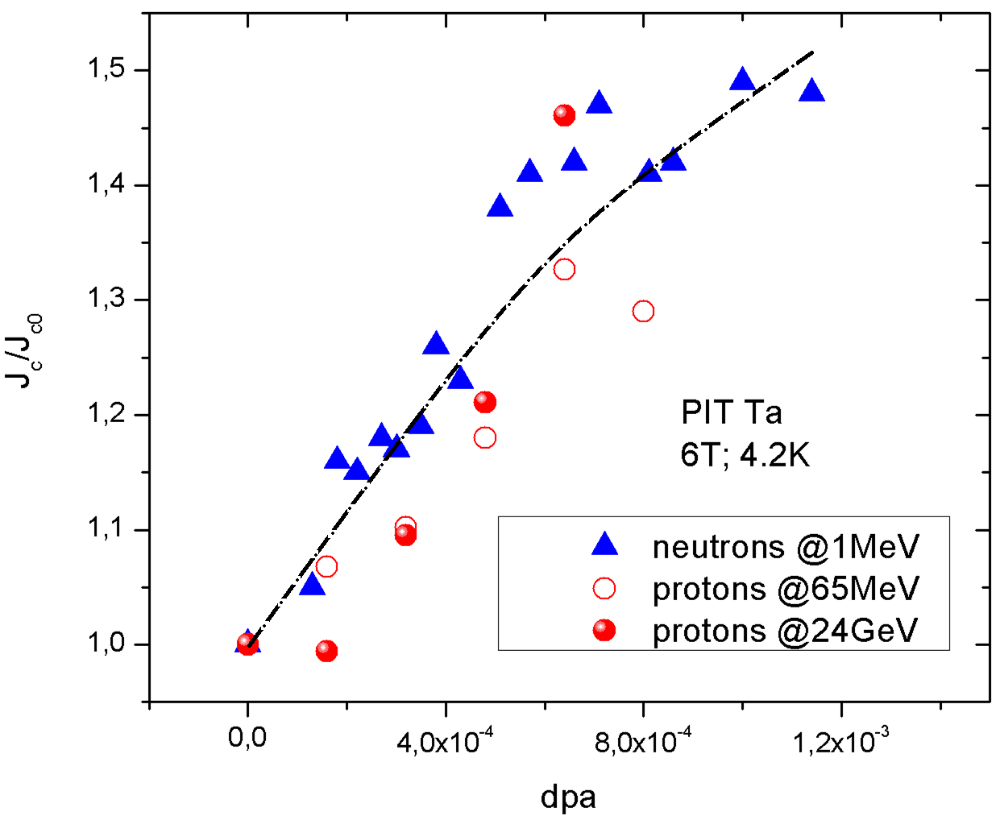 1,5
1,4
1,3
1,2
1,1
1,0
Jc/Jc0
PIT Ta
6T; 4.2K
neutrons @1MeV
protons @65MeV
protons @24GeV
0,0 4,0x10⁻⁴ 8,0x10⁻⁴ 1,2x10⁻³
dpa